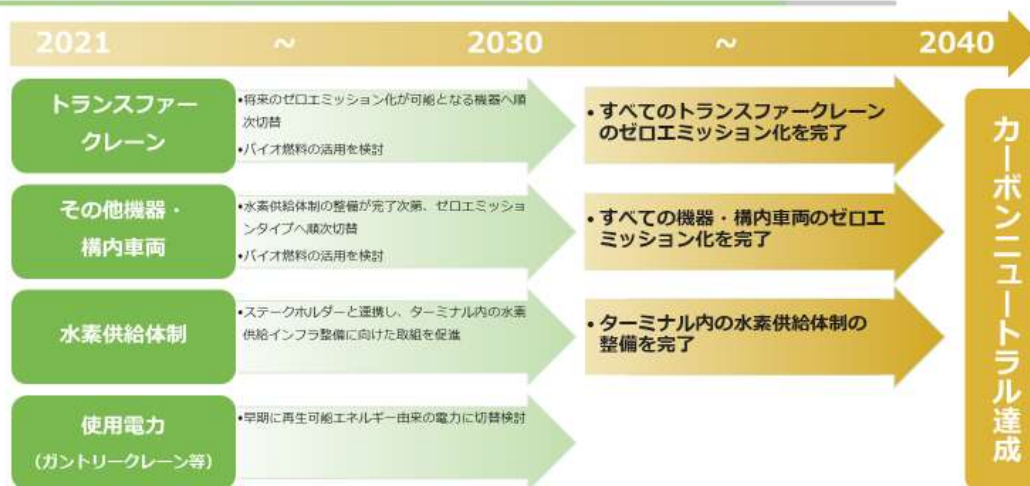 2021 ~ 2030 ~ 2040
トランスファー
クレーン
•将来のゼロエミッション化が可能となる機器へ順
次切替
•バイオ燃料の活用を検討
• すべてのトランスファークレーン
のゼロエミッション化を完了
その他機器・
構内車両
•水素供給体制の整備が完了次第、ゼロエミッショ
ンタイプへ順次切替
•バイオ燃料の活用を検討
• すべての機器・構内車両のゼロエ
ミッション化を完了
水素供給体制
•ステークホルダーと連携し、ターミナル内の水素
供給インフラ整備に向けた取組を促進
• ターミナル内の水素供給体制の
整備を完了
使用電力
(ガントリークレーン等)
•早期に再生可能エネルギー由来の電力に切替検討
カーボンニュートラル達成